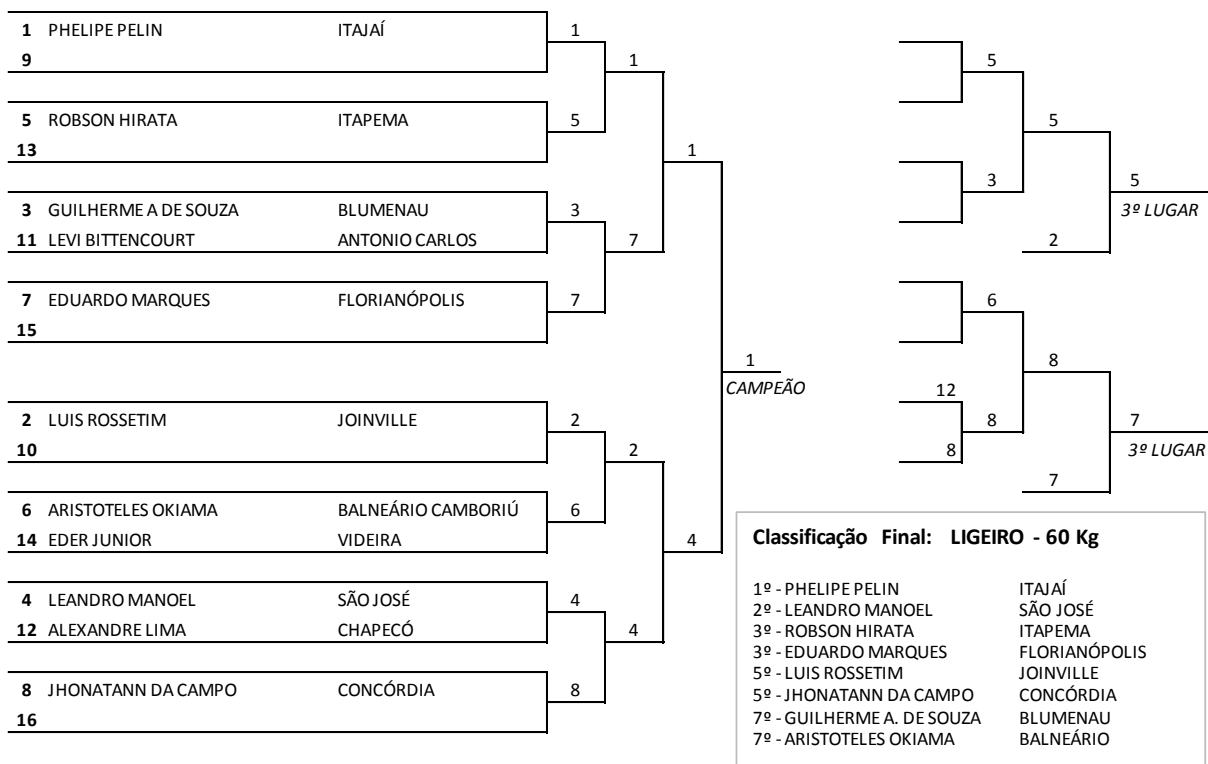 1 PHELIPE PELIN ITAJAÍ 1
9
1
5 ROBSON HIRATA ITAPEMA 5
13
1
3 GUILHERME A DE SOUZA BLUMENAU 3
11 LEVI BITTENCOURT ANTONIO CARLOS
7
7 EDUARDO MARQUES FLORIANÓPOLIS 7
15
1
CAMPEÃO
2 LUIS ROSSETIM JOINVILLE 2
10
2
6 ARISTOTELES OKIAMA BALNEÁRIO CAMBORIÚ 6
14 EDER JUNIOR VIDEIRA
4
4 LEANDRO MANOEL SÃO JOSÉ 4
12 ALEXANDRE LIMA CHAPECÓ
4
8 JHONATANN DA CAMPO CONCÓRDIA 8
16
5
5
3
5
3º LUGAR
2
6
8
12
8
8
7
3º LUGAR
7
Classificação Final: LIGEIRO - 60 Kg
1º - PHELIPE PELIN ITAJAÍ
2º - LEANDRO MANOEL SÃO JOSÉ
3º - ROBSON HIRATA ITAPEMA
3º - EDUARDO MARQUES FLORIANÓPOLIS
5º - LUIS ROSSETIM JOINVILLE
5º - JHONATANN DA CAMPO CONCÓRDIA
7º - GUILHERME A. DE SOUZA BLUMENAU
7º - ARISTOTELES OKIAMA BALNEÁRIO